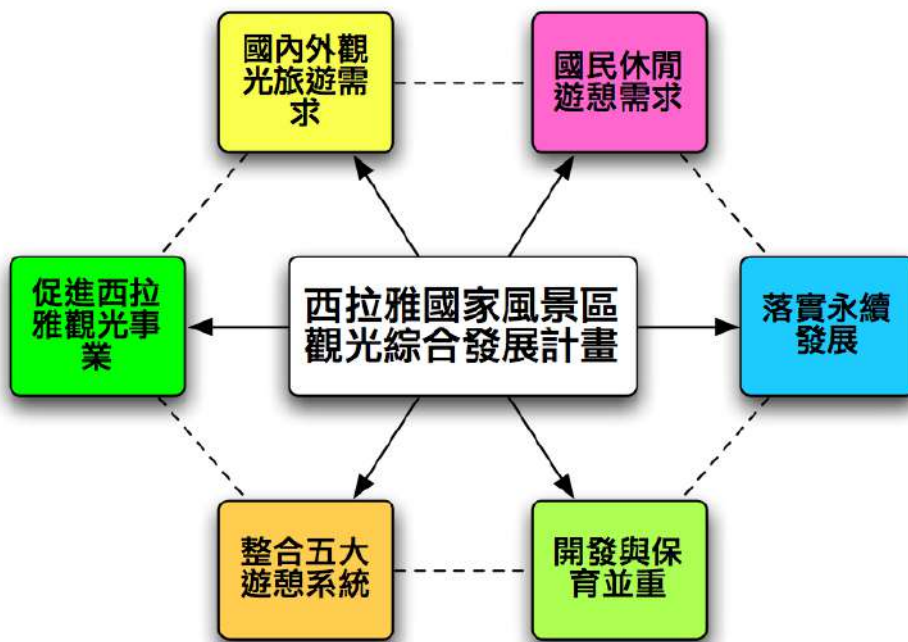 國內外觀
光旅遊需
求
國民休閒
遊憩需求
促進西拉
雅觀光事
業
西拉雅國家風景區
觀光綜合發展計畫
落實永續
發展
整合五大
遊憩系統
開發與保
育並重